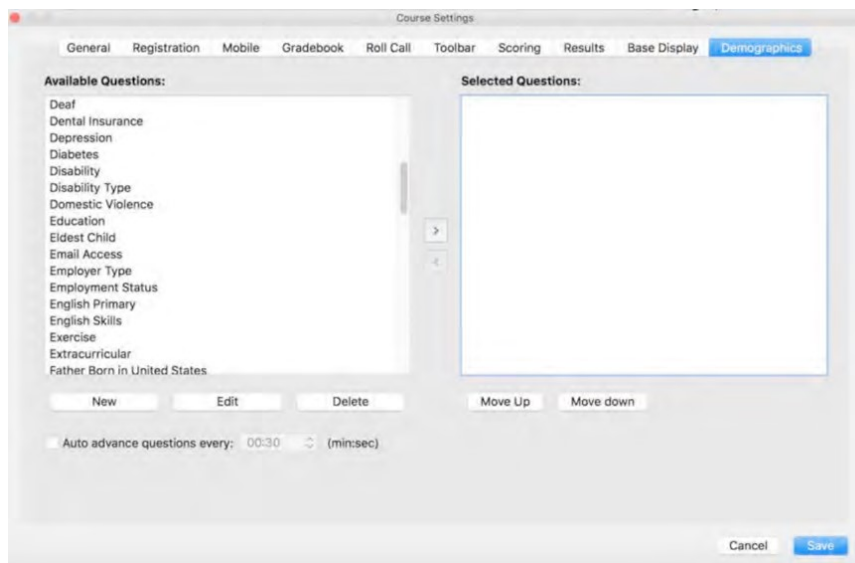 Course Settings
General Registration Mobile Gradebook Roll Call Toolbar Scoring Results Base Display Demographics
Available Questions:
Selected Questions:
Deaf
Dental Insurance
Depression
Diabetes
Disability
Disability Type
Domestic Violence
Education
Eldest Child
Email Access
Employer Type
Employment Status
English Primary
English Skills
Exercise
Extracurricular
Father Born in United States
>
<
New Edit Delete
Move Up Move down
Auto advance questions every: 00:30 (min:sec)
Cancel Save